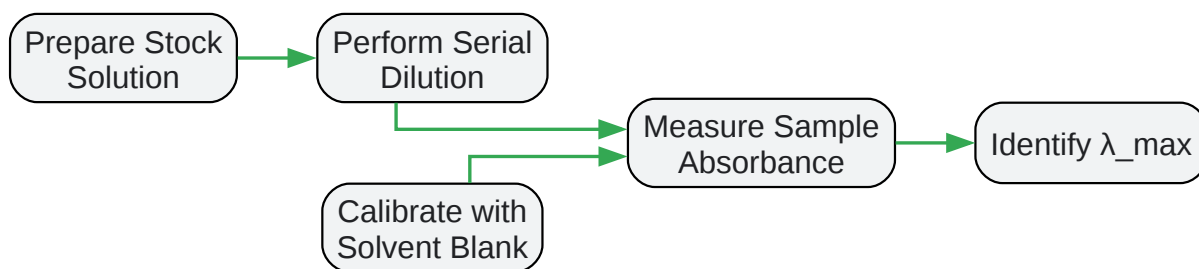 Prepare Stock
Solution
Perform Serial
Dilution
Measure Sample
Absorbance
Identify λ_max
Calibrate with
Solvent Blank